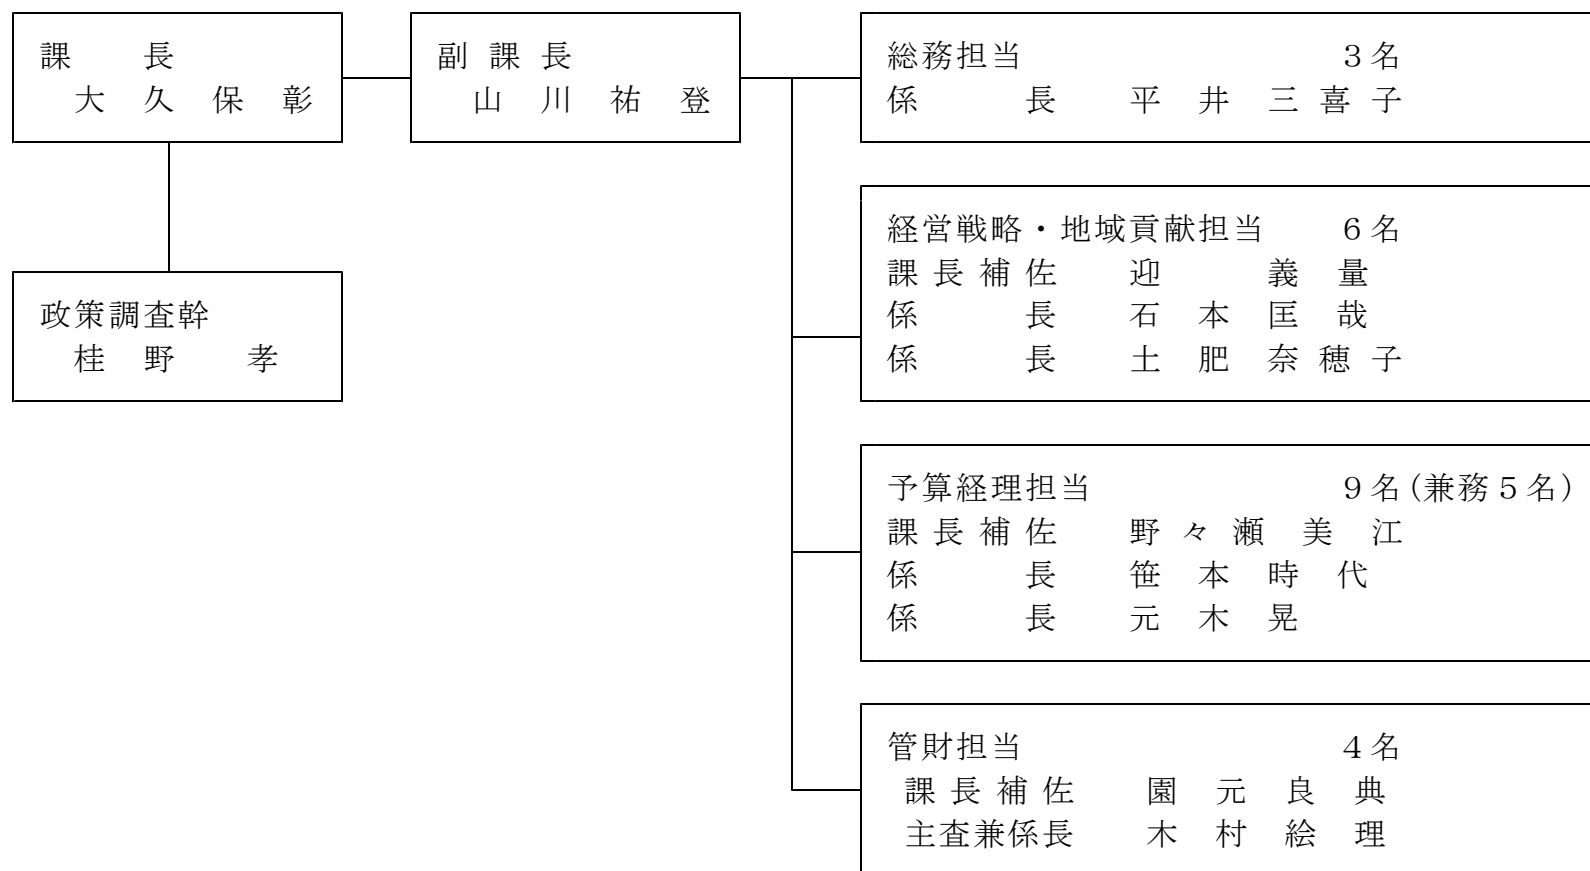 課　　長
大　久　保　彰
副 課 長
山　川　祐　登
政策調査幹
桂　野　　孝
総務担当　　　　３名
係　　　長　平　井　三 喜 子
経営戦略・地域貢献担当　　６名
課 長 補 佐　迎　　　義　量
係　　　長　石　本　匡　哉
係　　　長　土　肥　奈 穂 子
予算経理担当　　　　９名(兼務５名)
課 長 補 佐　野 々 瀬　美　江
係　　　長　笹　本　時　代
係　　　長　元　木　晃
管財担当　　　　４名
課 長 補 佐　園　元　良　典
主査兼係長　木　村　絵　理